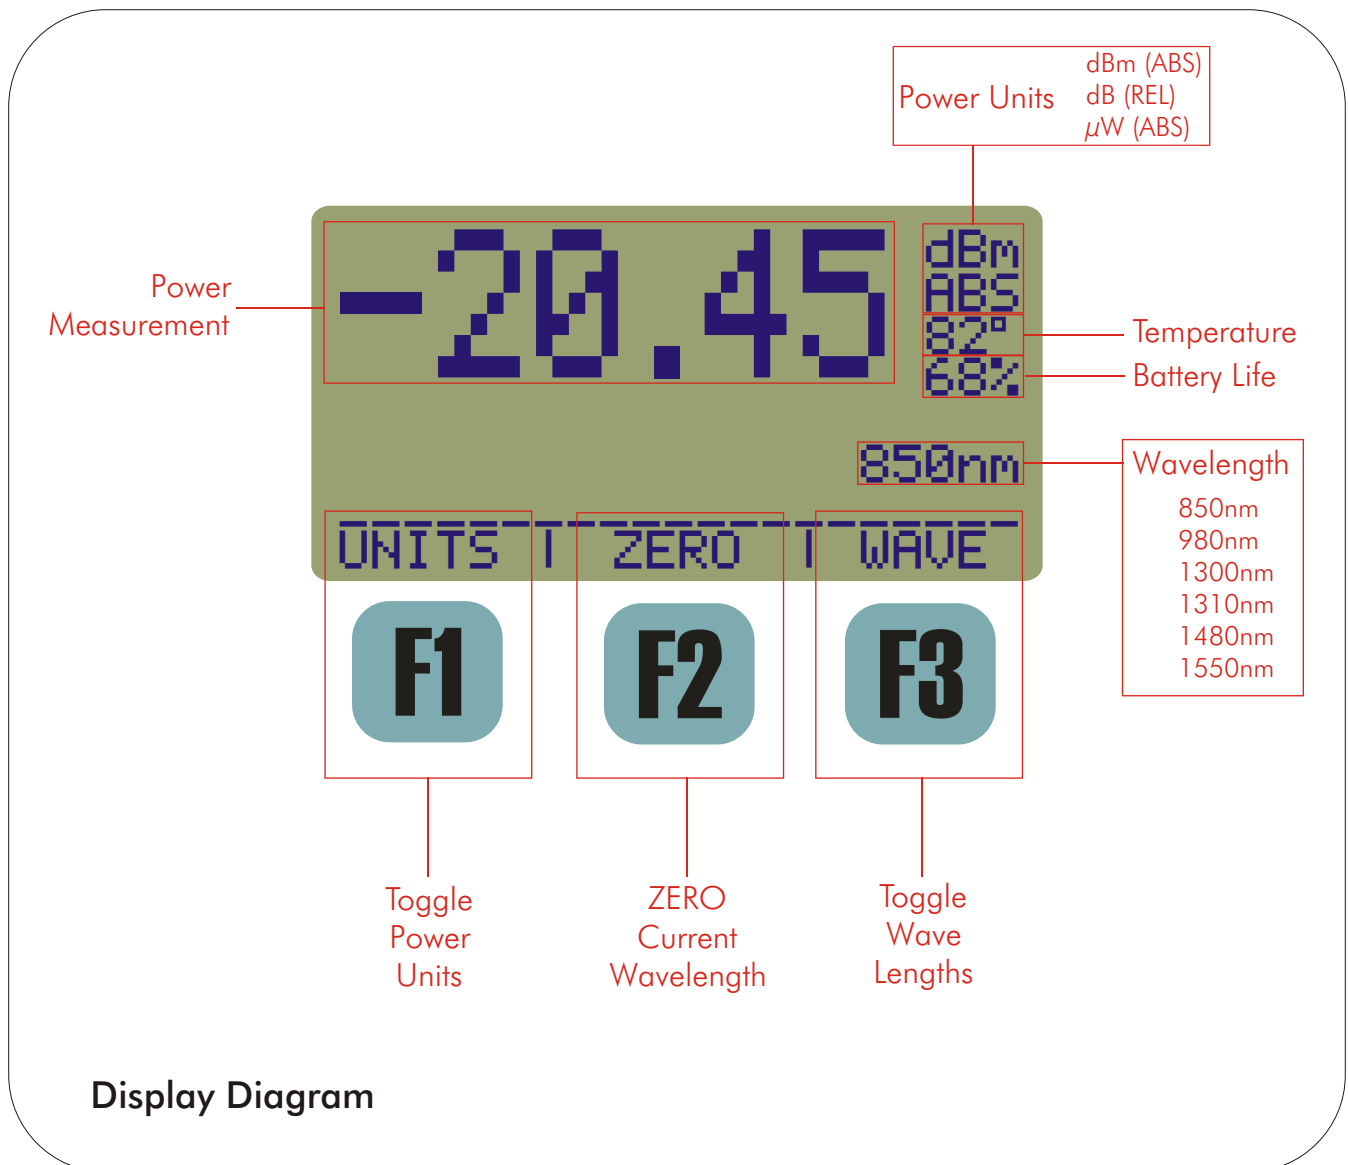 Power Units
dBm (ABS)
dB (REL)
µW (ABS)
Power
Measurement
-20.45
dBm
ABS
82°
68%
Temperature
Battery Life
850nm
Wavelength
850nm
980nm
1300nm
1310nm
1480nm
1550nm
UNITS | ZERO | WAVE
F1
F2
F3
Toggle
Power
Units
ZERO
Current
Wavelength
Toggle
Wave
Lengths
Display Diagram